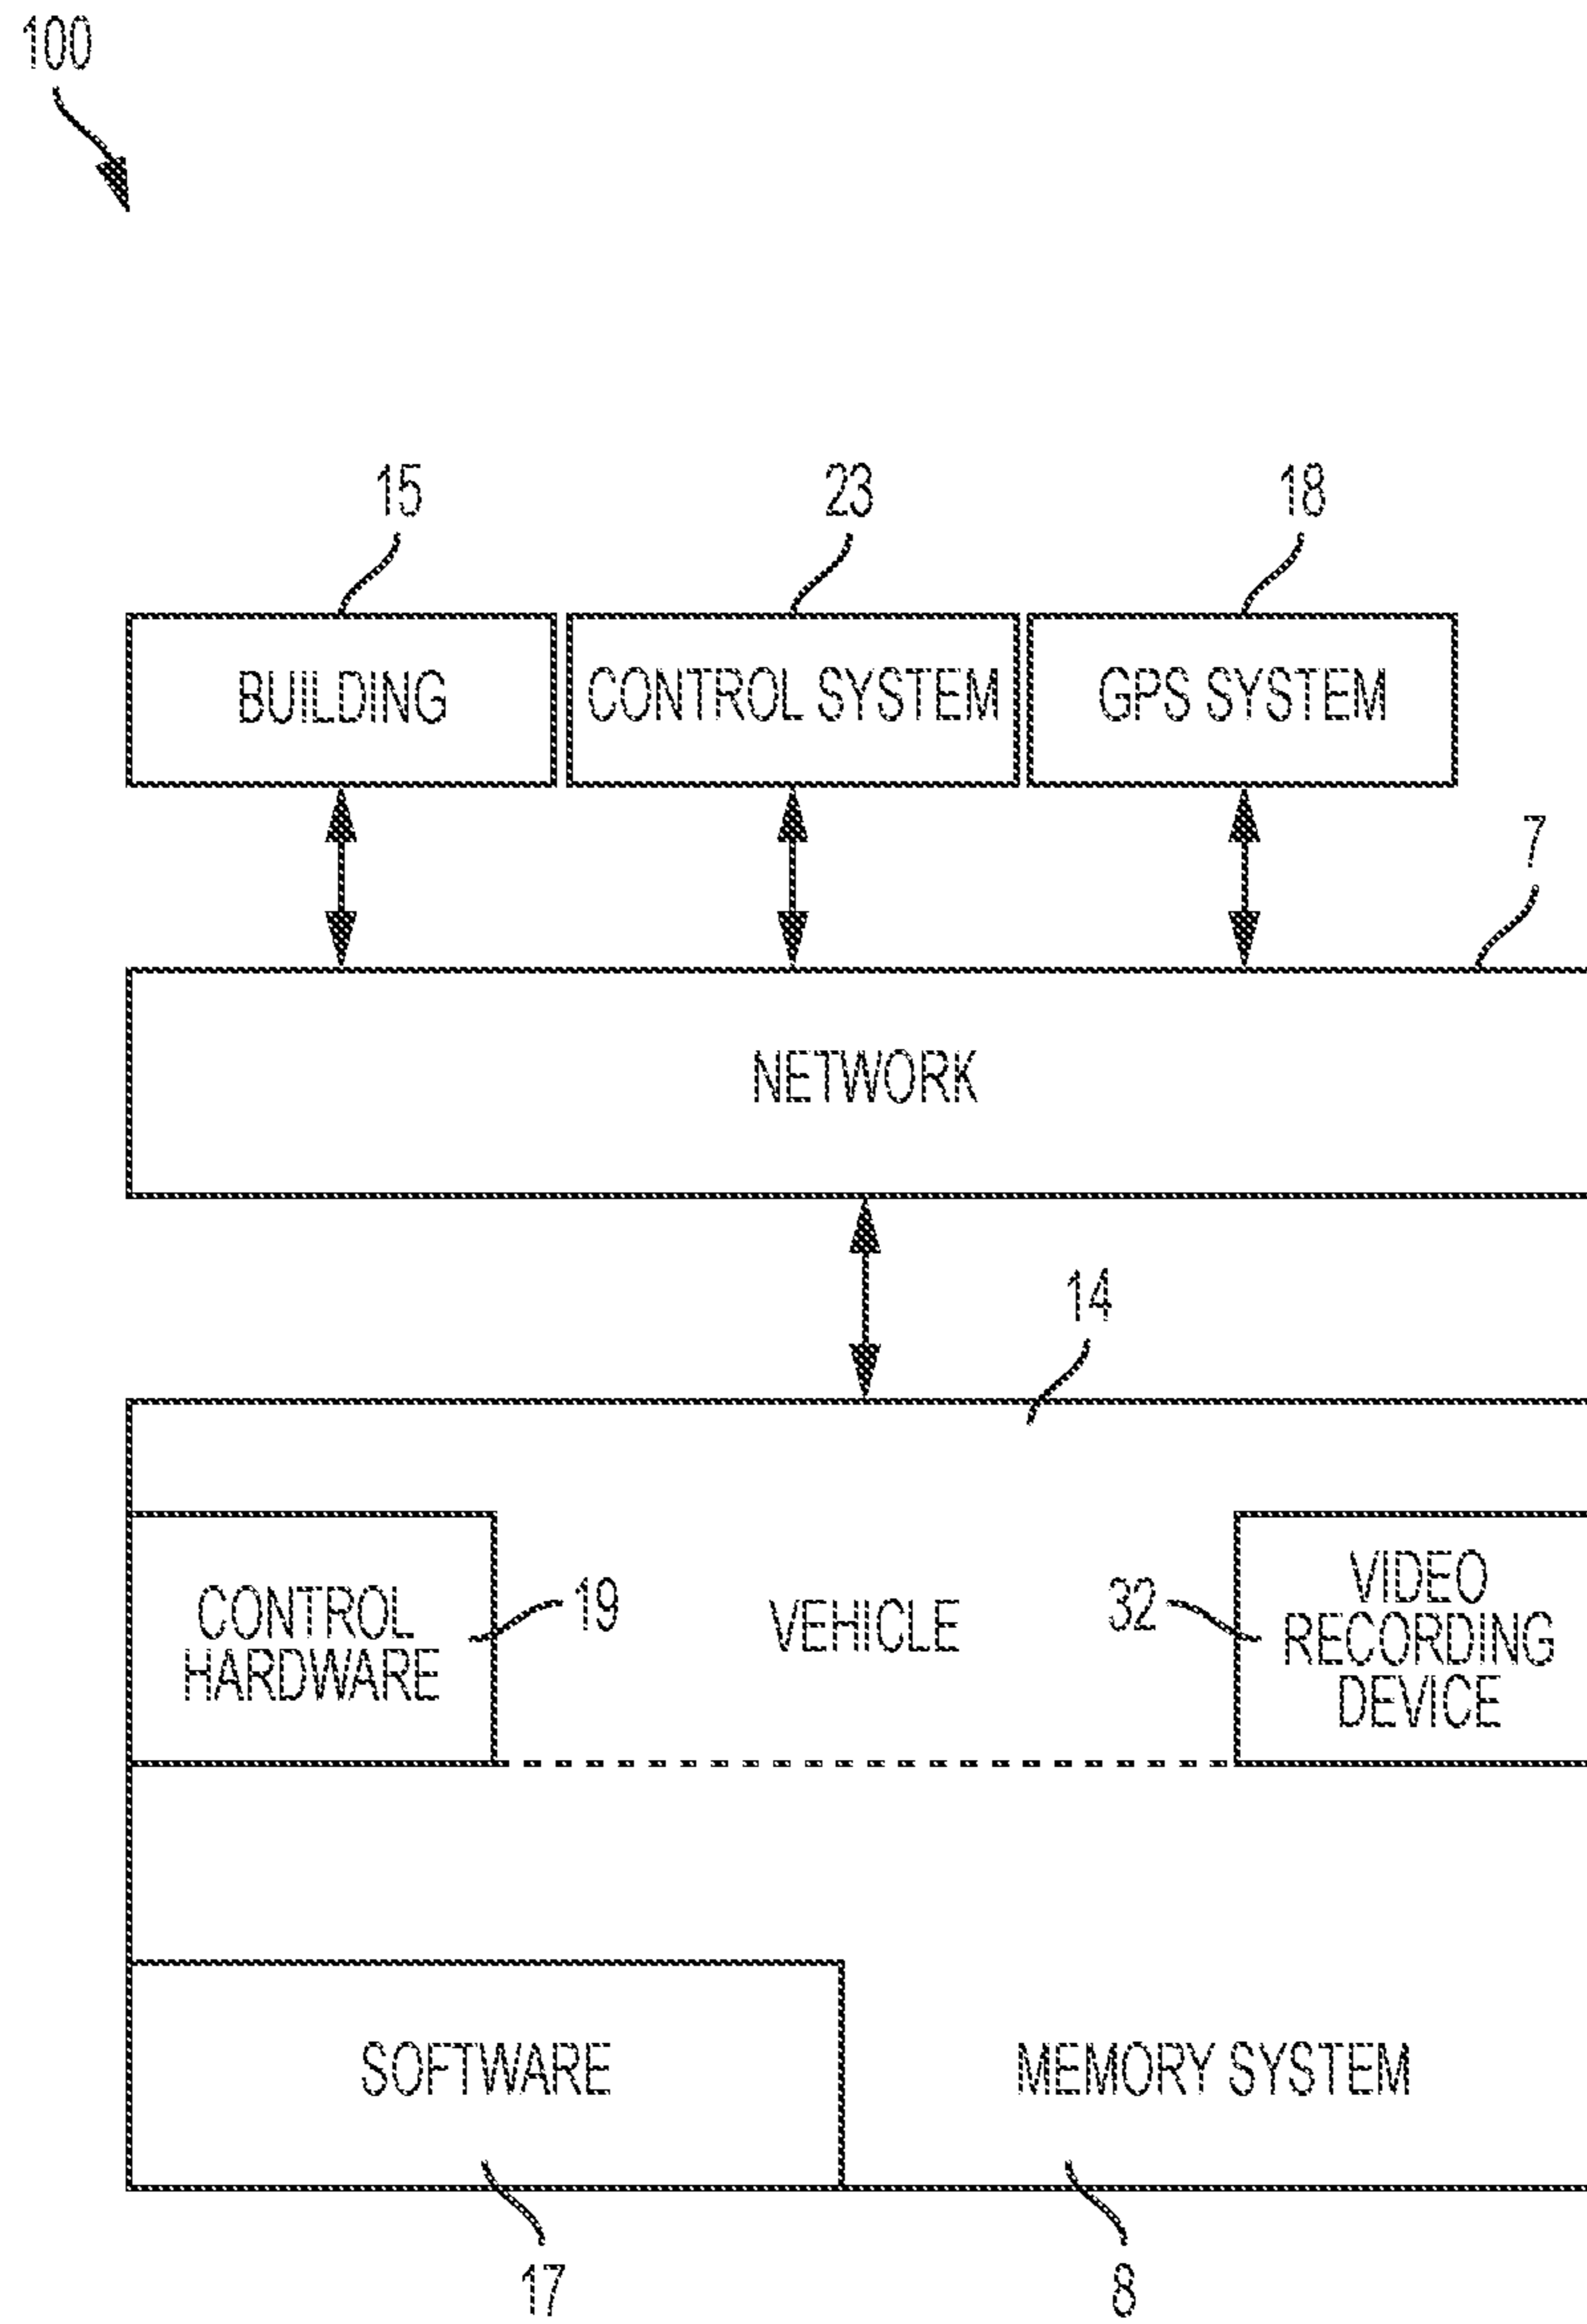 100
15
23
18
BUILDING
CONTROL SYSTEM
GPS SYSTEM
7
NETWORK
14
CONTROL
HARDWARE
19
VEHICLE
32
VIDEO
RECORDING
DEVICE
SOFTWARE
MEMORY SYSTEM
17
8